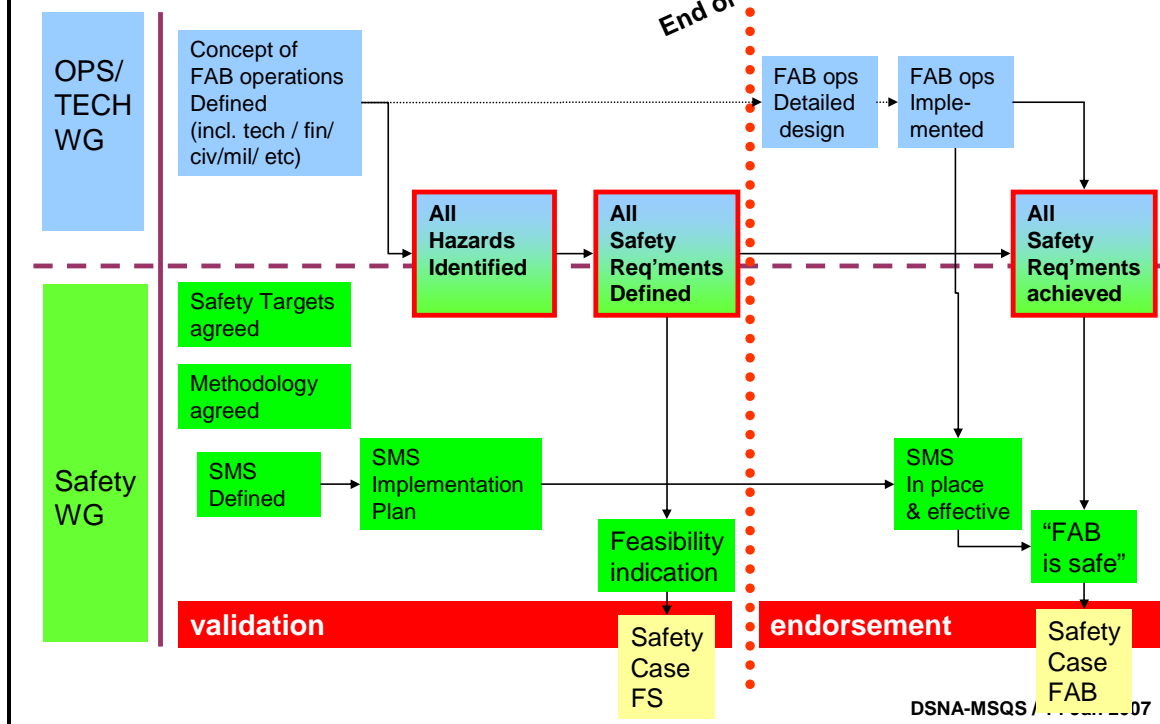 End of
OPS/
TECH
WG
Concept of
FAB operations
Defined
(incl. tech / fin/
civ/mil/ etc)
FAB ops
Detailed
design
FAB ops
Imple-
mented
All
Hazards
Identified
All
Safety
Req'ments
Defined
All
Safety
Req'ments
achieved
Safety Targets
agreed
Methodology
agreed
Safety
WG
SMS
Defined
SMS
Implementation
Plan
SMS
In place
& effective
Feasibility
indication
“FAB
is safe”
validation
endorsement
Safety
Case
FS
Safety
Case
FAB
DSNA-MSQS /